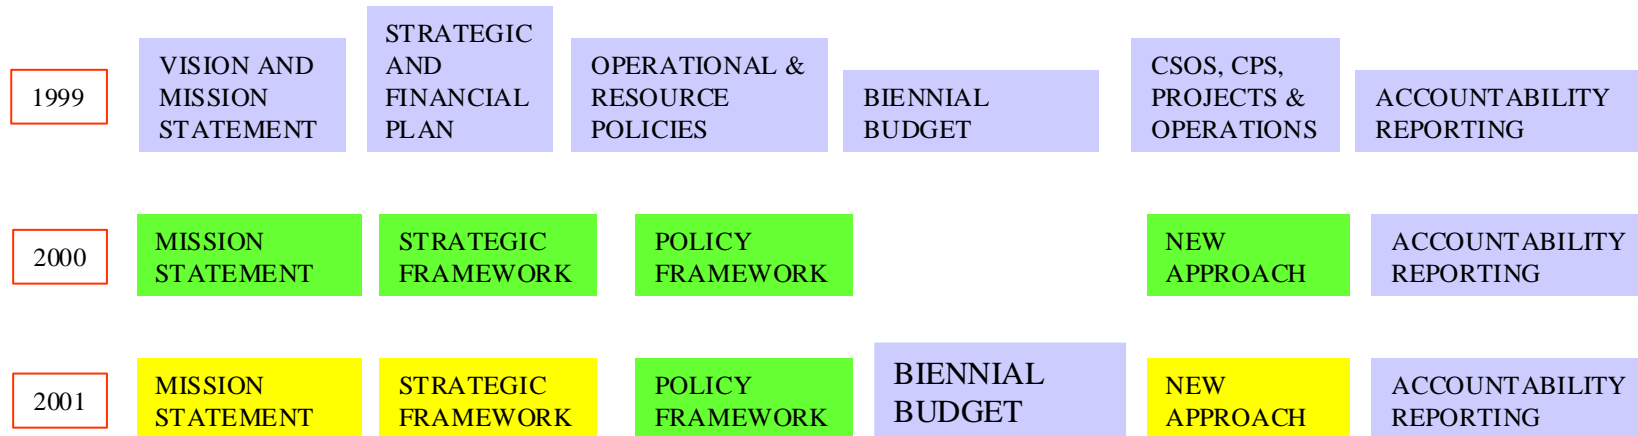 1999
VISION AND
MISSION
STATEMENT
STRATEGIC
AND
FINANCIAL
PLAN
OPERATIONAL &
RESOURCE
POLICIES
BIENNIAL
BUDGET
CSOS, CPS,
PROJECTS &
OPERATIONS
ACCOUNTABILITY
REPORTING
2000
MISSION
STATEMENT
STRATEGIC
FRAMEWORK
POLICY
FRAMEWORK
NEW
APPROACH
ACCOUNTABILITY
REPORTING
2001
MISSION
STATEMENT
STRATEGIC
FRAMEWORK
POLICY
FRAMEWORK
BIENNIAL
BUDGET
NEW
APPROACH
ACCOUNTABILITY
REPORTING